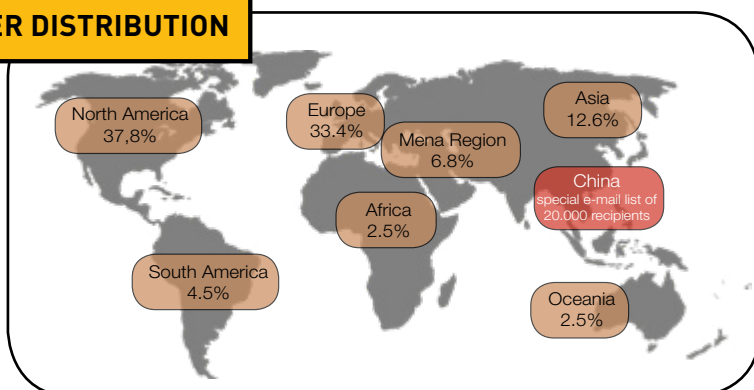 ER DISTRIBUTION
North America
37,8%
Europe
33.4%
Mena Region
6.8%
Asia
12.6%
China
special e-mail list of
20.000 recipients
Africa
2.5%
South America
4.5%
Oceania
2.5%